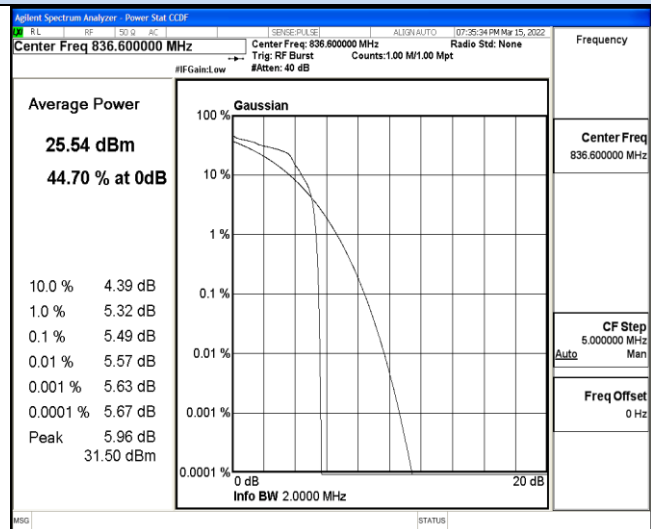 Agilent Spectrum Analyzer - Power Stat CCDF
RL RF 50 Ω AC SENSE:PULSE ALIGN AUTO 07:35:34 PM Mar 15, 2022
Center Freq 836.600000 MHz
Center Freq: 836.600000 MHz Radio Std: None
Trig: RF Burst Counts:1.00 M/1.00 Mpt
#IFGain:Low #Atten: 40 dB
Frequency
Average Power
25.54 dBm
44.70 % at 0dB
10.0 % 4.39 dB
1.0 % 5.32 dB
0.1 % 5.49 dB
0.01 % 5.57 dB
0.001 % 5.63 dB
0.0001 % 5.67 dB
Peak 5.96 dB
31.50 dBm
Gaussian
100 %
10 %
1 %
0.1 %
0.01 %
0.001 %
0.0001 %
0 dB 20 dB
Info BW 2.0000 MHz
Center Freq
836.600000 MHz
CF Step
5.000000 MHz
Auto Man
Freq Offset
0 Hz
MSG STATUS